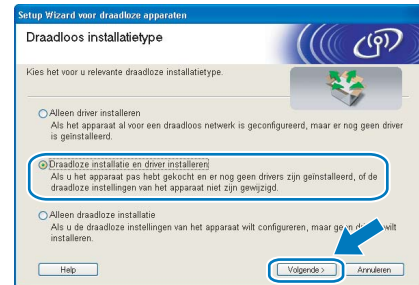 Setup Wizard voor draadloze apparaten
Draadloos installatietype
Kies het voor u relevante draadloze installatietype.
Alleen driver installeren
Als het apparaat al voor een draadloos netwerk is geconfigureerd, maar er nog geen driver
is geïnstalleerd.
Draadloze installatie en driver installeren
Als u het apparaat pas hebt gekocht en er nog geen drivers zijn geïnstalleerd, of de
draadloze instellingen van het apparaat niet zijn gewijzigd.
Alleen draadloze installatie
Als u de draadloze instellingen van het apparaat wilt configureren, maar wilt
installeren.
Help
Volgende >
Annuleren